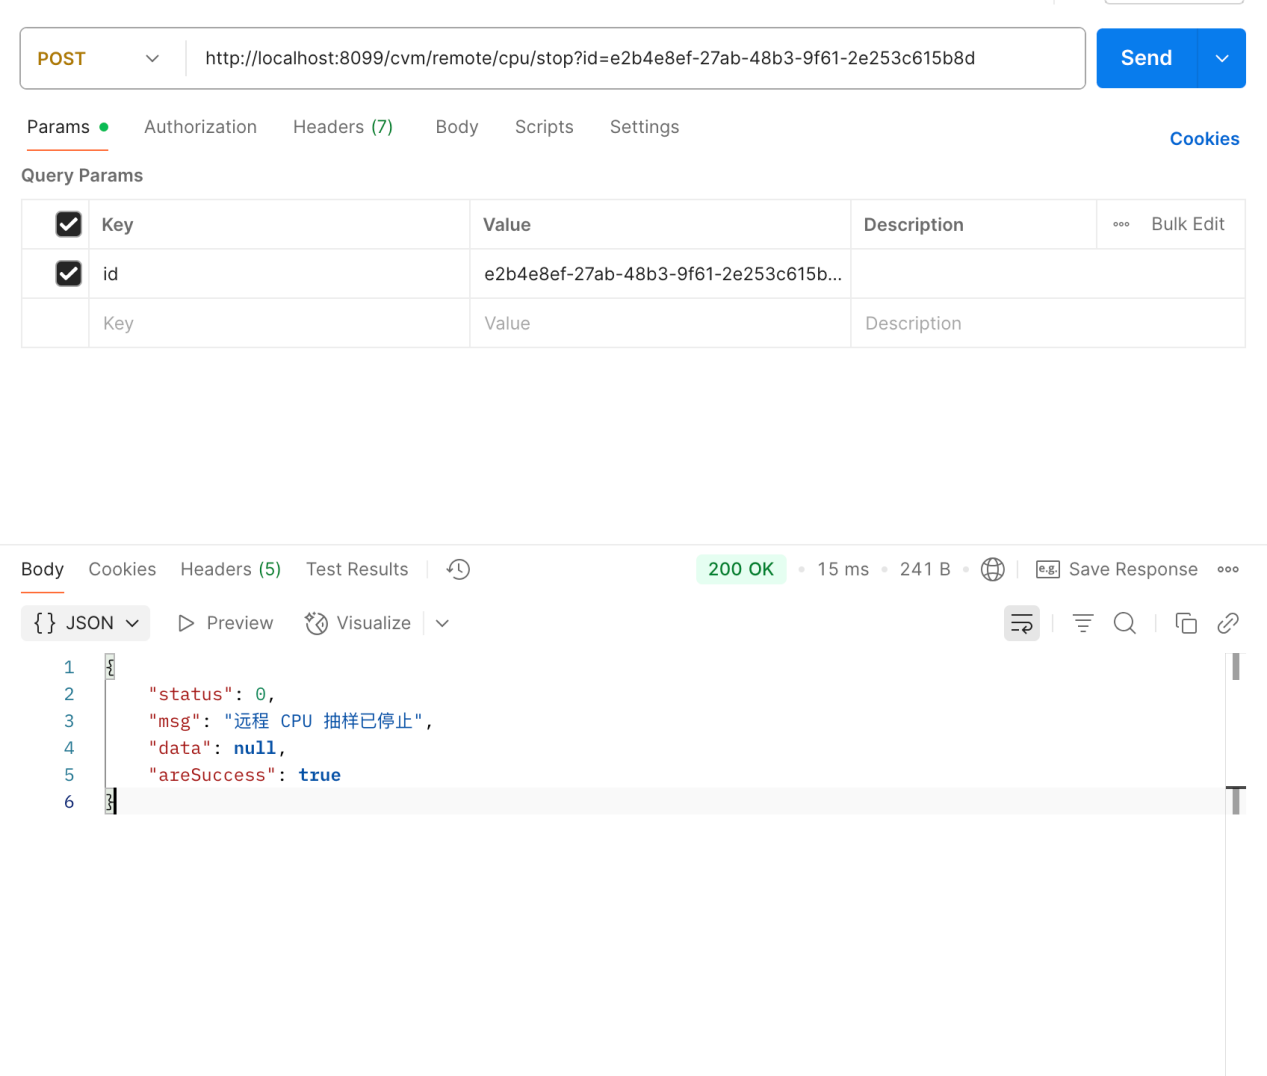 POST http://localhost:8099/cvm/remote/cpu/stop?id=e2b4e8ef-27ab-48b3-9f61-2e253c615b8d Send
Params Authorization Headers (7) Body Scripts Settings Cookies
Query Params
Key Value Description Bulk Edit
id e2b4e8ef-27ab-48b3-9f61-2e253c615b...
Key Value Description
Body Cookies Headers (5) Test Results 200 OK 15 ms 241 B e.g. Save Response
{} JSON Preview Visualize
1 {
2 "status": 0,
3 "msg": "远程 CPU 抽样已停止",
4 "data": null,
5 "areSuccess": true
6 }